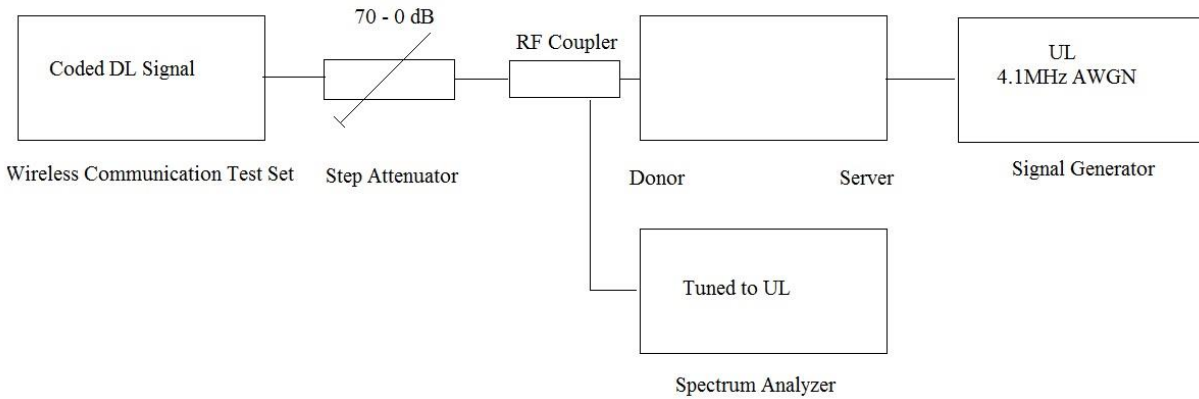 70 - 0 dB
RF Coupler
Coded DL Signal
UL
4.1MHz AWGN
Wireless Communication Test Set
Step Attenuator
Donor
Server
Signal Generator
Tuned to UL
Spectrum Analyzer